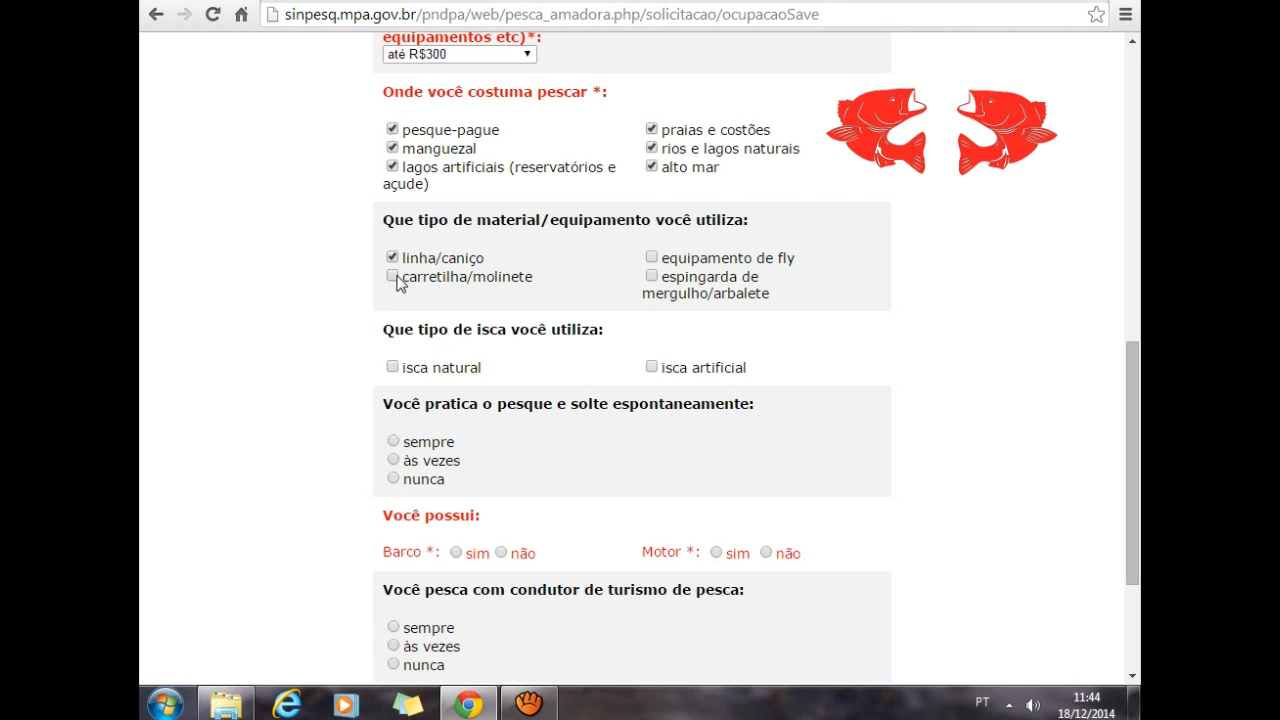 sinpesq.mpa.gov.br/pndpa/web/pesca_amadora.php/solicitacao/ocupacaoSave
equipamentos etc)*:
até R$300
Onde você costuma pescar *:
pesque-pague praias e costões
manguezal rios e lagos naturais
lagos artificiais (reservatórios e alto mar
açude)
Que tipo de material/equipamento você utiliza:
linha/caniço equipamento de fly
carretilha/molinete espingarda de
mergulho/arbalete
Que tipo de isca você utiliza:
isca natural isca artificial
Você pratica o pesque e solte espontaneamente:
sempre
às vezes
nunca
Você possui:
Barco *: sim não Motor *: sim não
Você pesca com condutor de turismo de pesca:
sempre
às vezes
nunca
PT 11:44
18/12/2014